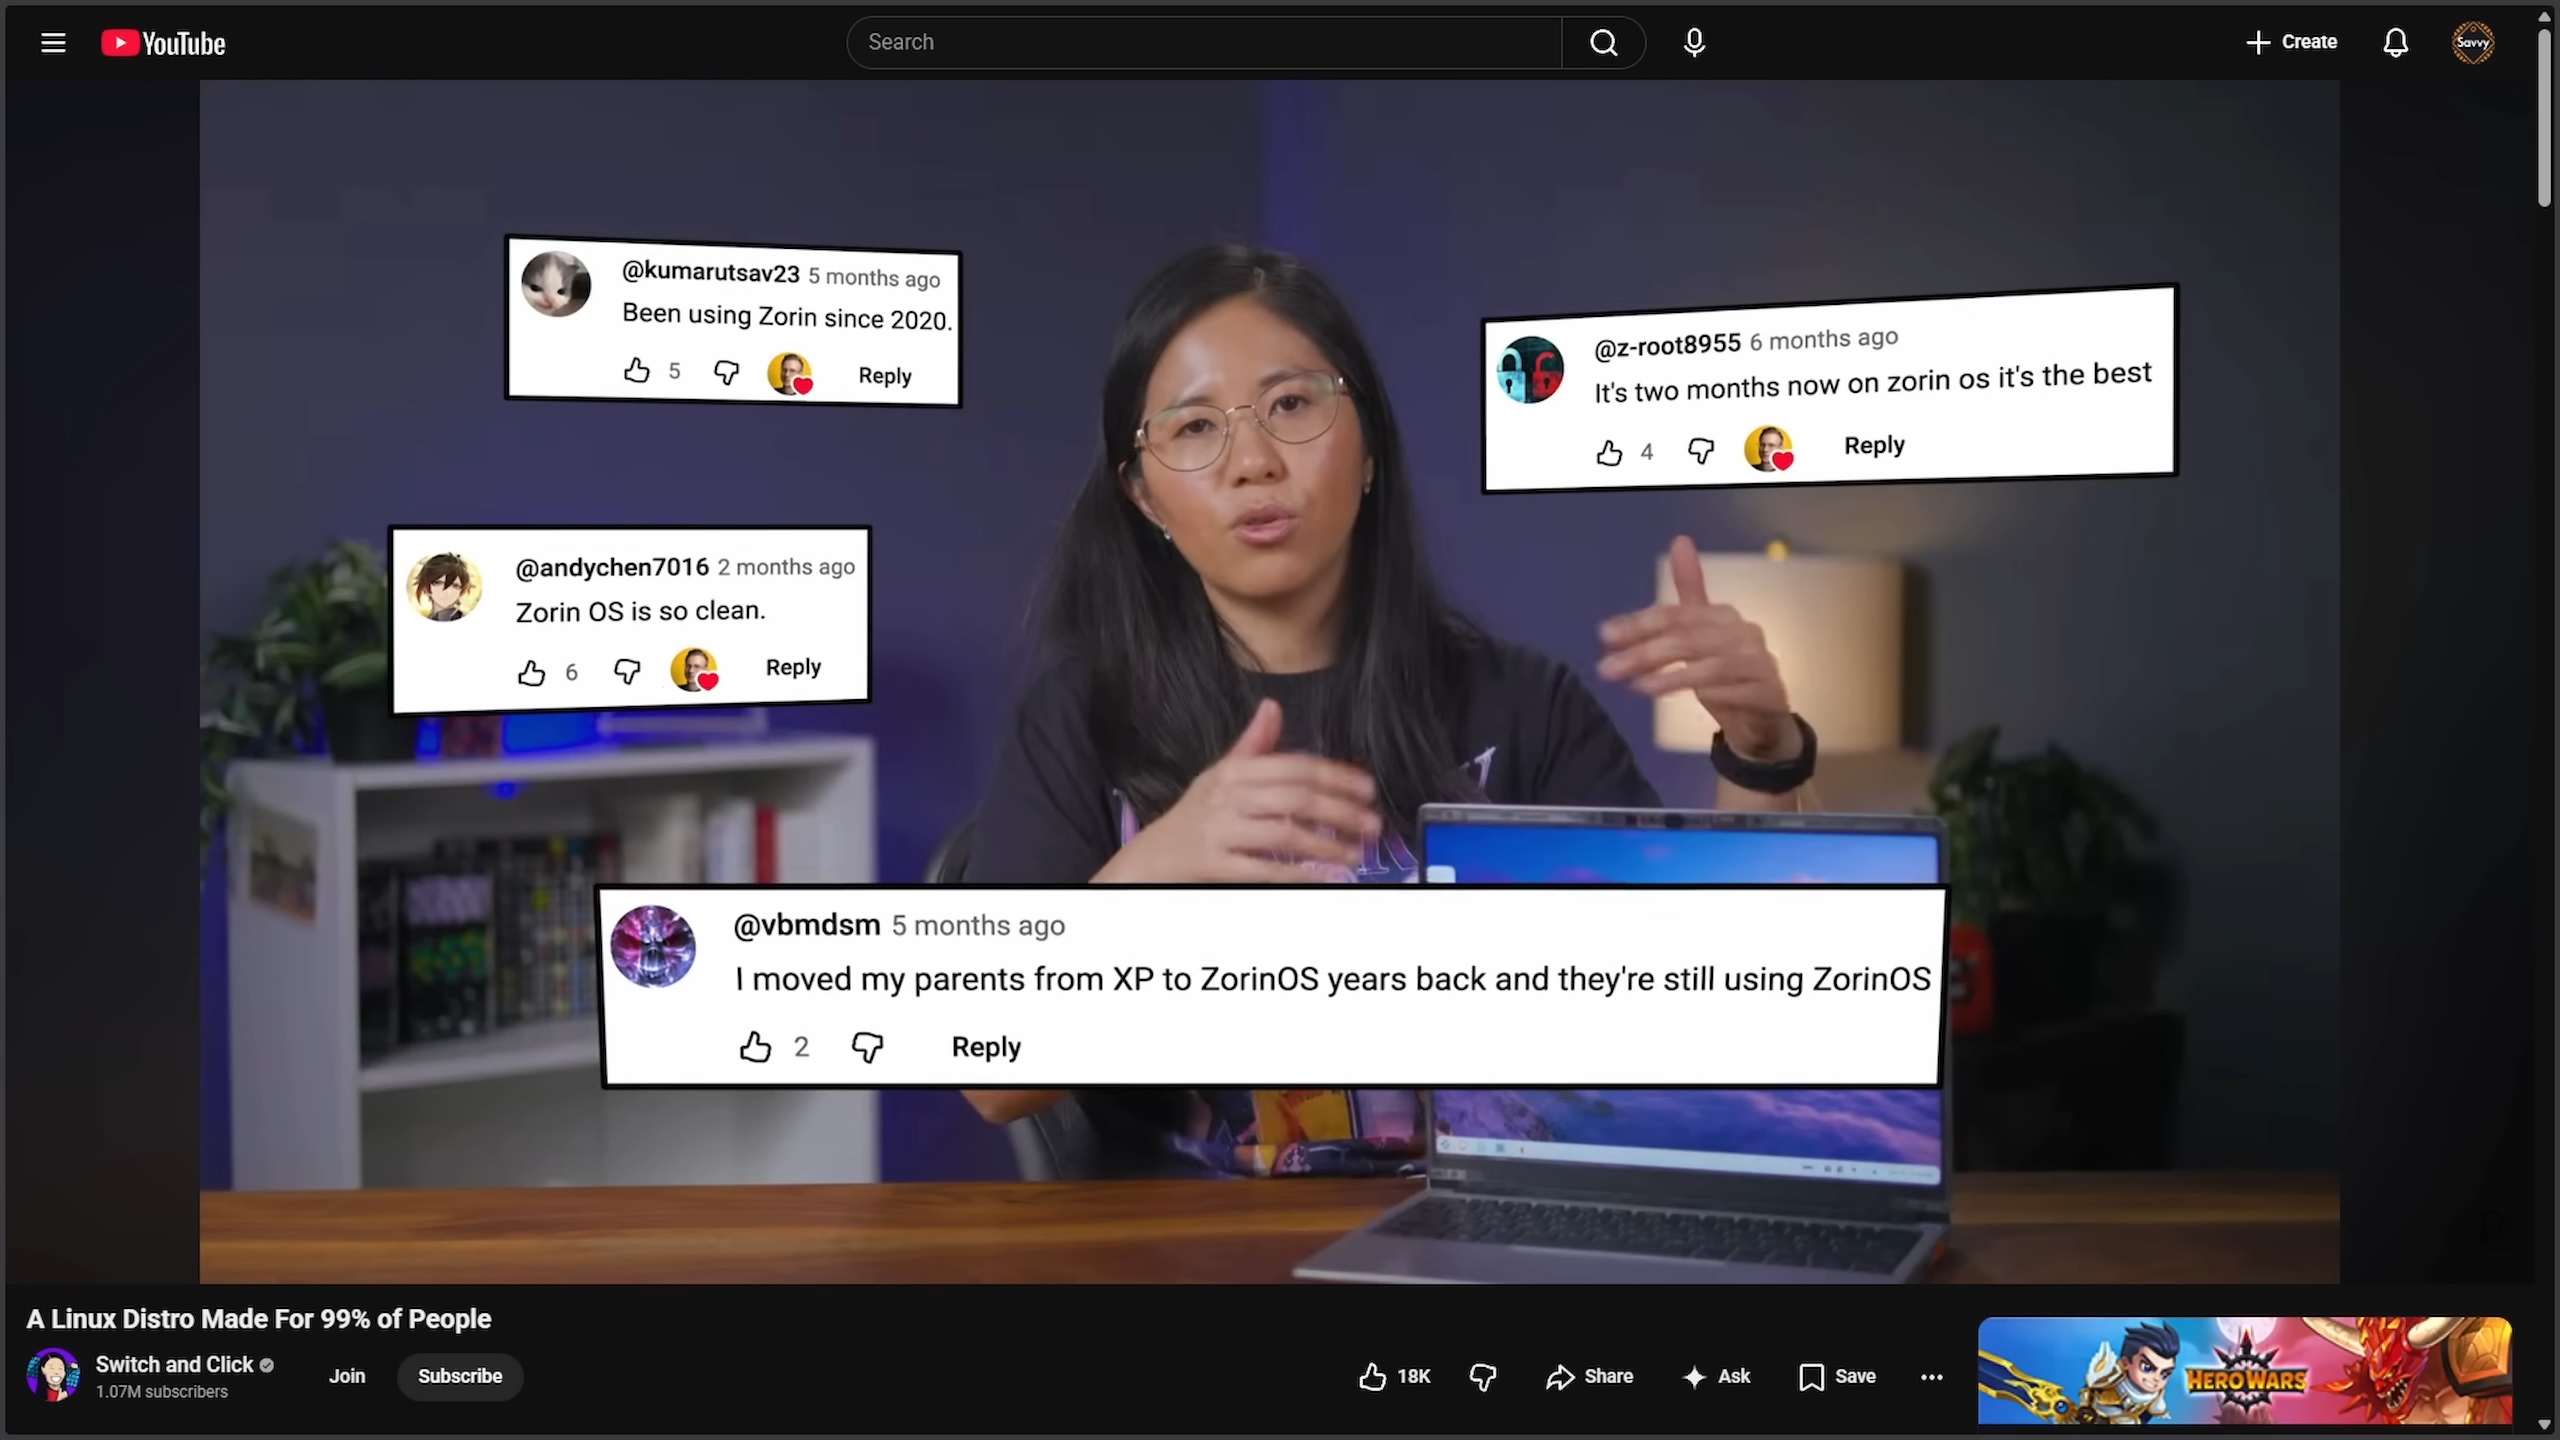 YouTube
Search
Create
Savvy
@kumarutsav23 5 months ago
Been using Zorin since 2020.
5
Reply
@z-root8955 6 months ago
It's two months now on zorin os it's the best
4
Reply
@andychen7016 2 months ago
Zorin OS is so clean.
6
Reply
@vbmdsm 5 months ago
I moved my parents from XP to ZorinOS years back and they're still using ZorinOS
2
Reply
A Linux Distro Made For 99% of People
Switch and Click
1.07M subscribers
Join
Subscribe
18K
Share
Ask
Save
HERO WARS